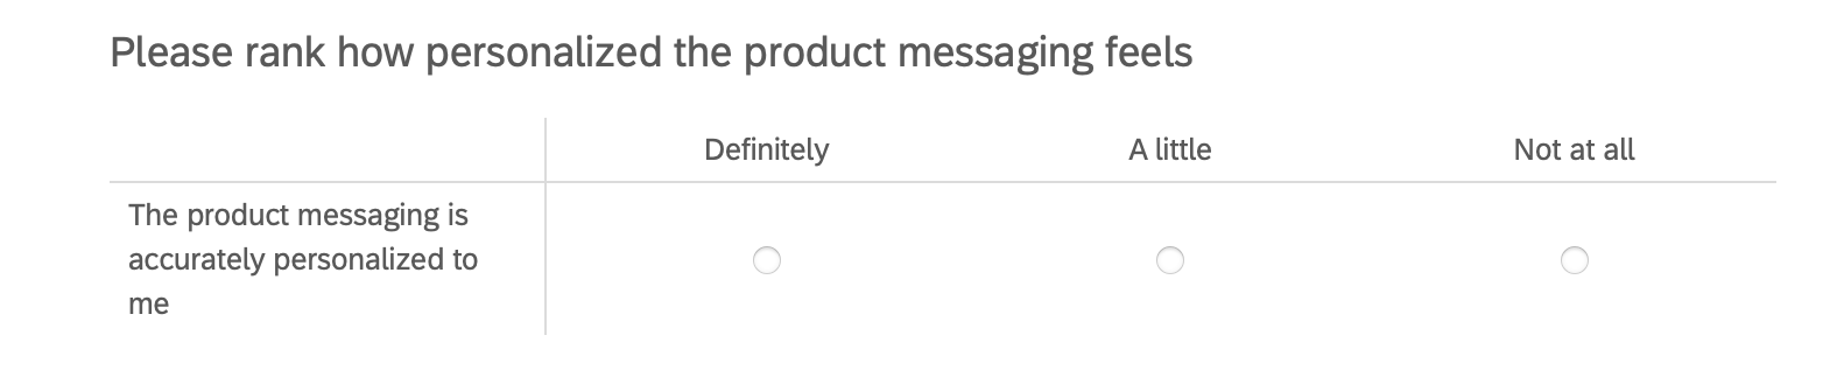 Please rank how personalized the product messaging feels
Definitely A little Not at all
The product messaging is
accurately personalized to
me